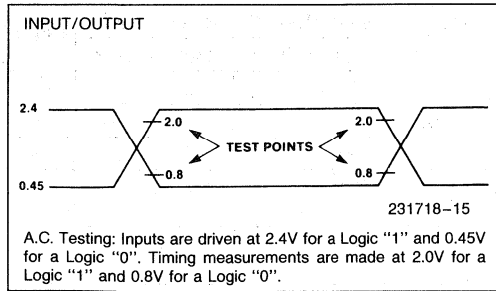 INPUT/OUTPUT
2.4
2.0 2.0
TEST POINTS
0.8 0.8
0.45
231718-15
A.C. Testing: Inputs are driven at 2.4V for a Logic "1" and 0.45V
for a Logic "0". Timing measurements are made at 2.0V for a
Logic "1" and 0.8V for a Logic "0".